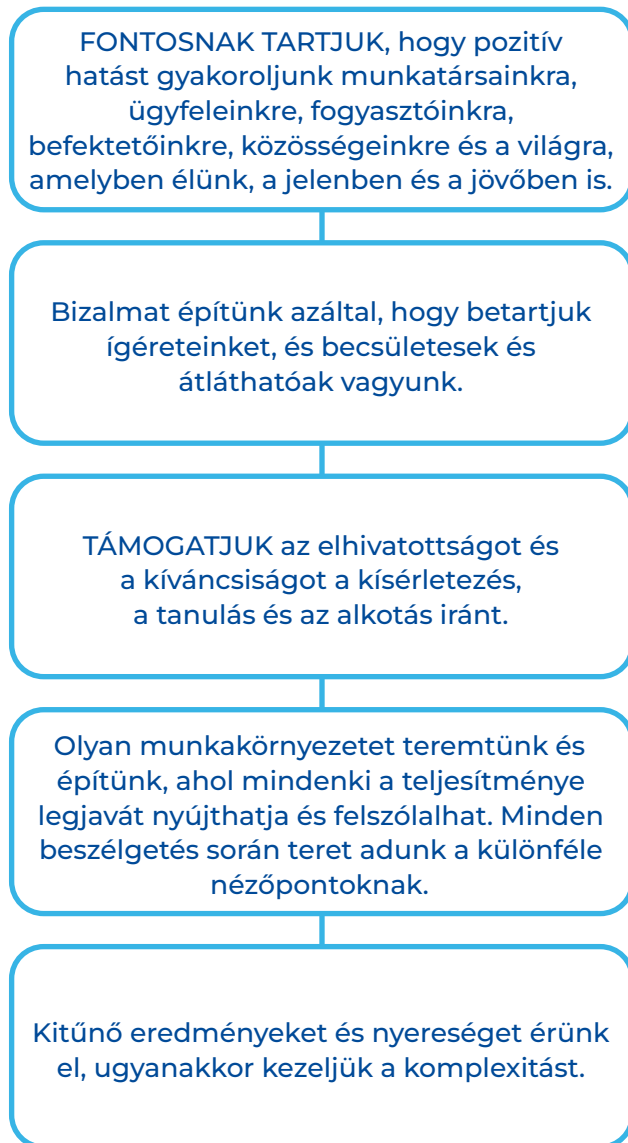 FONTOSNAK TARTJUK, hogy pozitív
hatást gyakoroljunk munkatársainkra,
ügyfeleinkre, fogyasztóinkra,
befektetőinkre, közösségeinkre és a világra,
amelyben élünk, a jelenben és a jövőben is.
Bizalmat építünk azáltal, hogy betartjuk
ígéreteinket, és becsületesek és
átláthatóak vagyunk.
TÁMOGATJUK az elhivatottságot és
a kíváncsiságot a kísérletezés,
a tanulás és az alkotás iránt.
Olyan munkakörnyezetet teremtünk és
építünk, ahol mindenki a teljesítménye
legjavát nyújthatja és felszólalhat. Minden
beszélgetés során teret adunk a különféle
nézőpontoknak.
Kitűnő eredményeket és nyereséget érünk
el, ugyanakkor kezeljük a komplexitást.